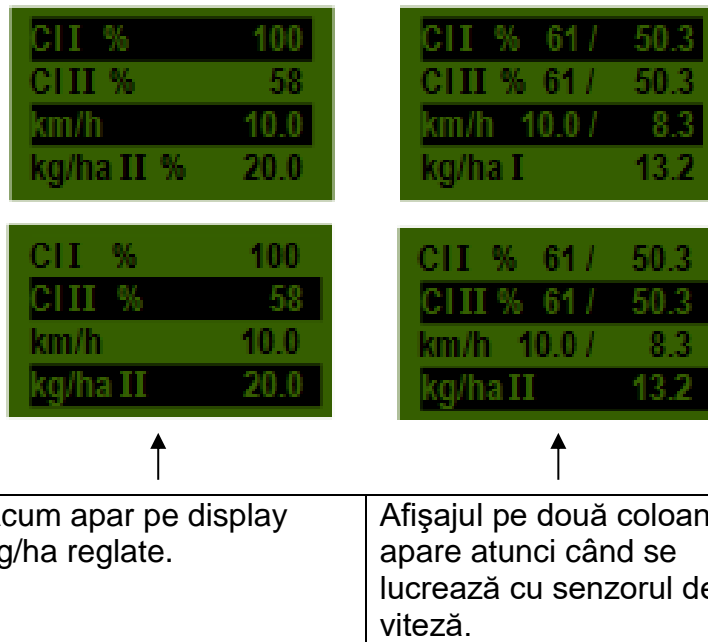 CII % 100
CIII % 58
km/h 10.0
kg/ha II % 20.0
CII % 61 / 50.3
CIII % 61 / 50.3
km/h 10.0 / 8.3
kg/ha I 13.2
CII % 100
CIII % 58
km/h 10.0
kg/ha II 20.0
CII % 61 / 50.3
CIII % 61 / 50.3
km/h 10.0 / 8.3
kg/ha II 13.2
cum apar pe display
g/ha reglate.
Afişajul pe două coloan
apare atunci când se
lucrează cu senzorul de
viteză.